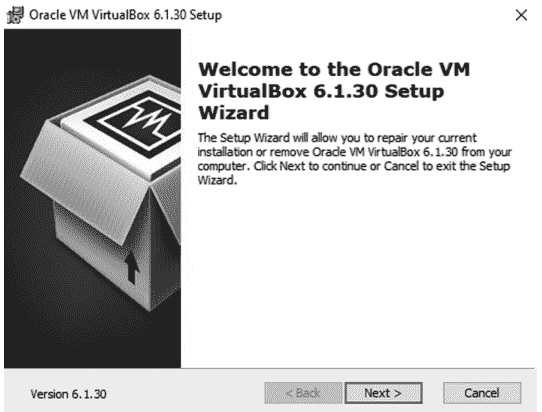 Oracle VM VirtualBox 6.1.30 Setup
Welcome to the Oracle VM
VirtualBox 6.1.30 Setup
Wizard
The Setup Wizard will allow you to repair your current
installation or remove Oracle VM VirtualBox 6.1.30 from your
computer. Click Next to continue or Cancel to exit the Setup
Wizard.
Version 6.1.30
< Back
Next >
Cancel